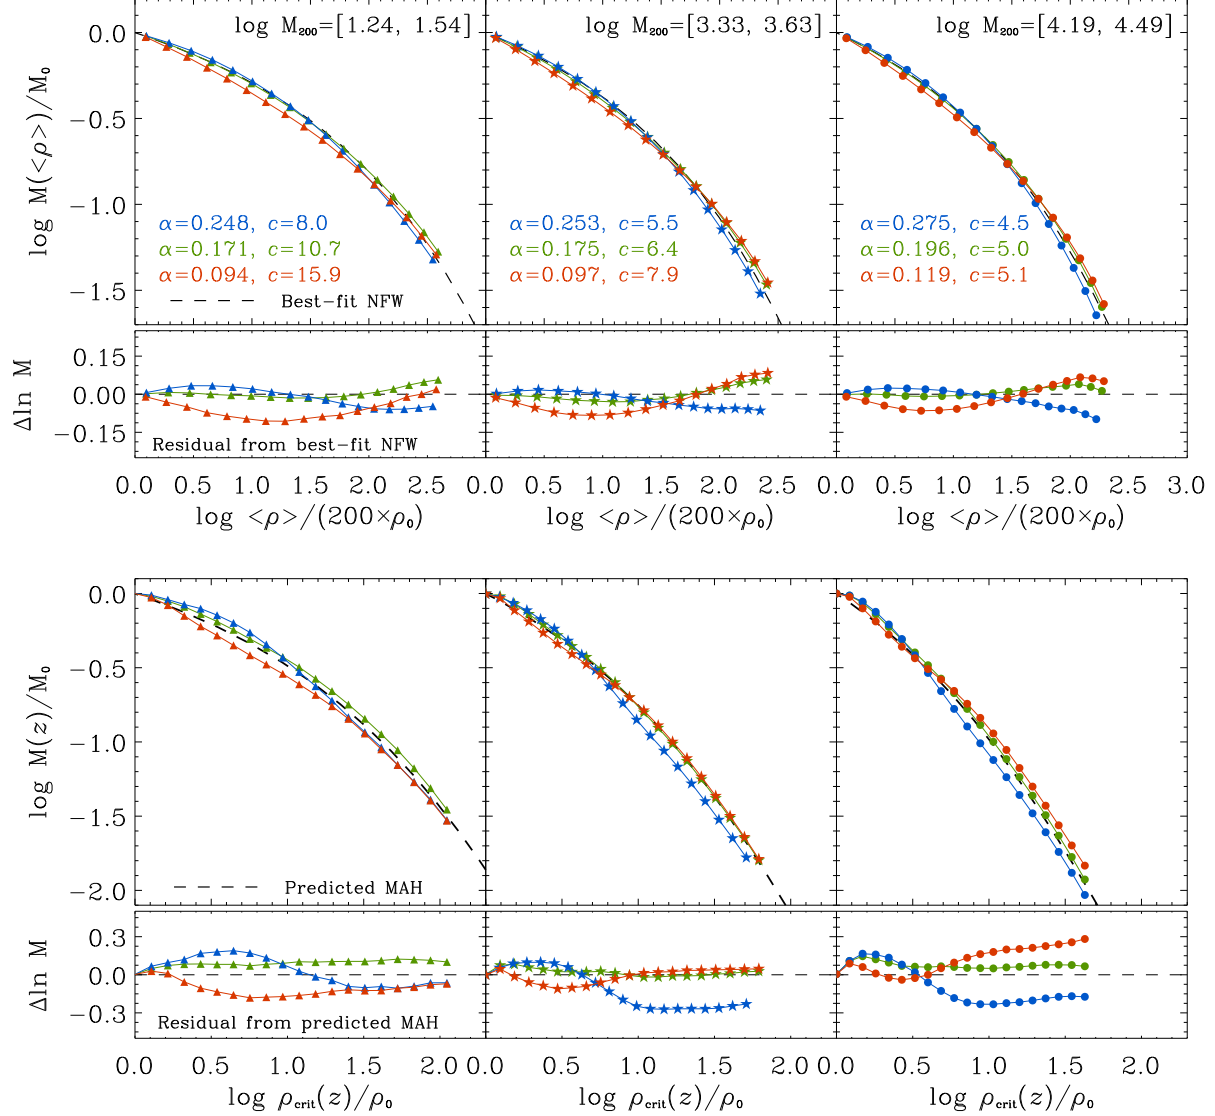 log M₂₀₀=[1.24, 1.54]
log M₂₀₀=[3.33, 3.63]
log M₂₀₀=[4.19, 4.49]
log M(<ρ>)/M₀
0.0
−0.5
−1.0
−1.5
α=0.248, c=8.0
α=0.171, c=10.7
α=0.094, c=15.9
Best−fit NFW
α=0.253, c=5.5
α=0.175, c=6.4
α=0.097, c=7.9
α=0.275, c=4.5
α=0.196, c=5.0
α=0.119, c=5.1
Δln M
0.15
0.00
−0.15
Residual from best−fit NFW
0.0 0.5 1.0 1.5 2.0 2.5 0.0 0.5 1.0 1.5 2.0 2.5 0.0 0.5 1.0 1.5 2.0 2.5 3.0
log <ρ>/(200×ρ₀)
log <ρ>/(200×ρ₀)
log <ρ>/(200×ρ₀)
log M(z)/M₀
0.0
−0.5
−1.0
−1.5
−2.0
Predicted MAH
Δln M
0.3
0.0
−0.3
Residual from predicted MAH
0.0 0.5 1.0 1.5 2.0 0.0 0.5 1.0 1.5 2.0 0.0 0.5 1.0 1.5 2.0
log ρcrit(z)/ρ₀
log ρcrit(z)/ρ₀
log ρcrit(z)/ρ₀